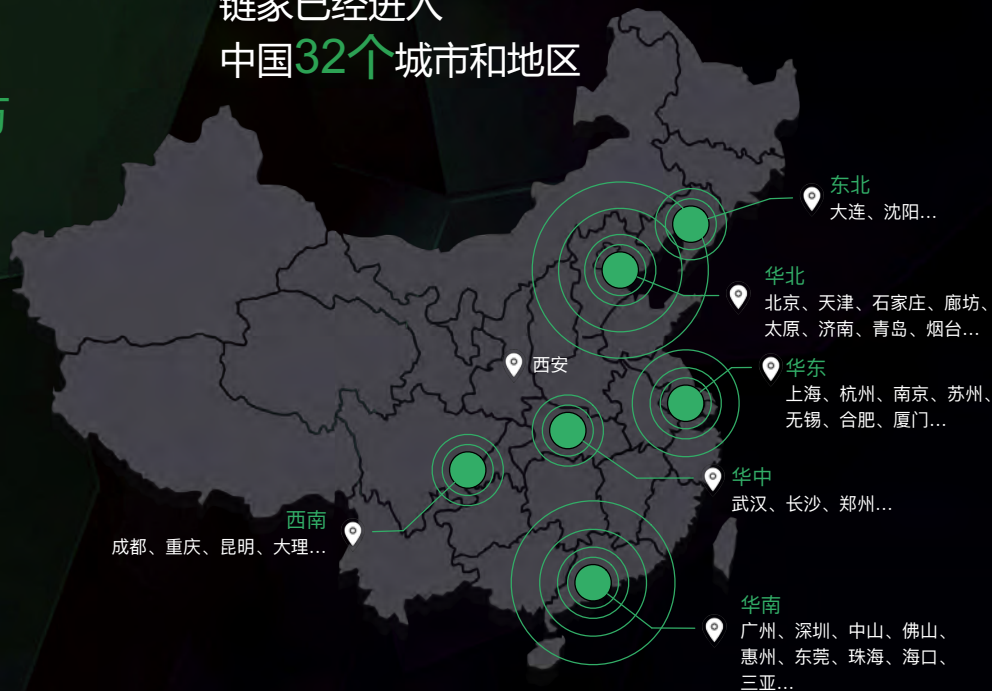 链家已经进入
中国32个城市和地区
东北
大连、沈阳...
华北
北京、天津、石家庄、廊坊、
太原、济南、青岛、烟台...
西安
华东
上海、杭州、南京、苏州、
无锡、合肥、厦门...
华中
武汉、长沙、郑州...
西南
成都、重庆、昆明、大理...
华南
广州、深圳、中山、佛山、
惠州、东莞、珠海、海口、
三亚...